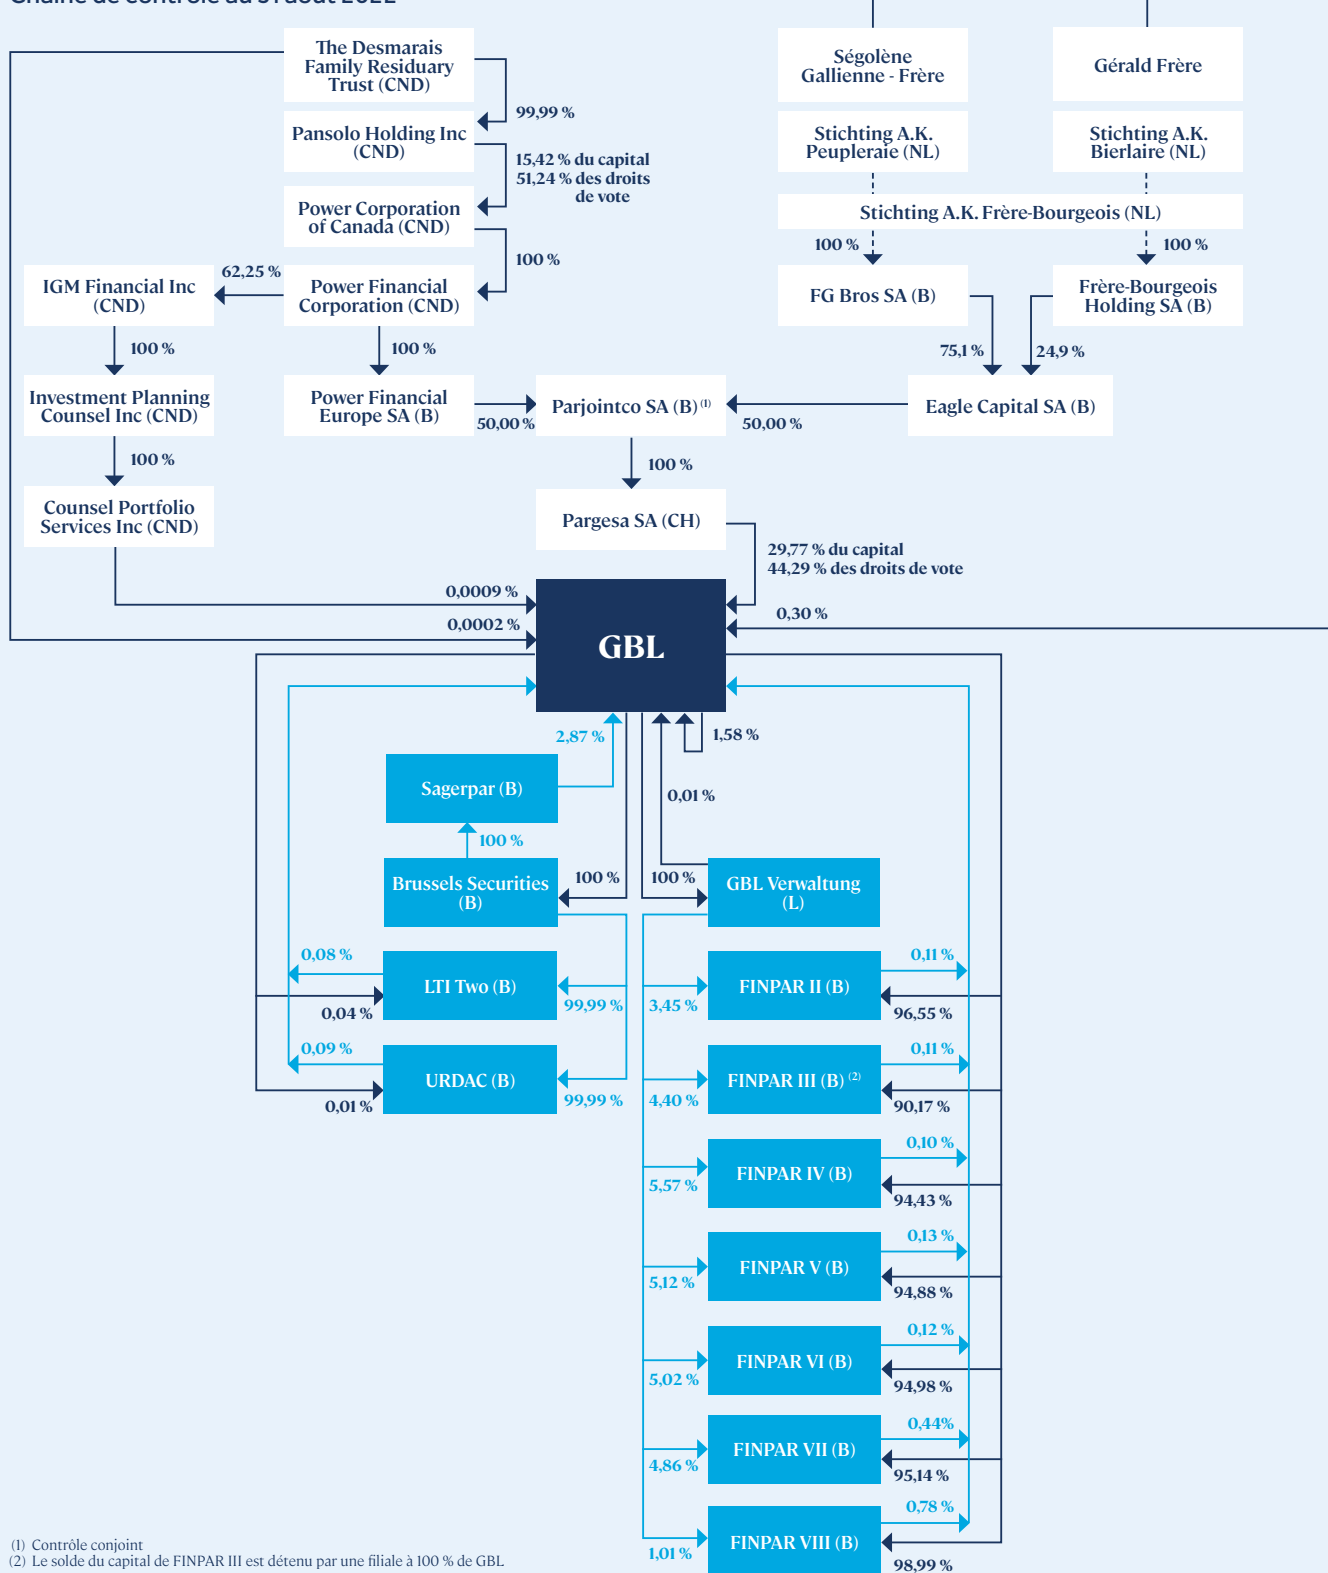 Chaîne de contrôle au 31 août 2022
The Desmarais
Family Residuary
Trust (CND)
99,99 %
Pansolo Holding Inc
(CND)
15,42 % du capital
51,24 % des droits
de vote
Power Corporation
of Canada (CND)
100 %
IGM Financial Inc
(CND)
62,25 %
Power Financial
Corporation (CND)
100 %
100 %
Investment Planning
Counsel Inc (CND)
Power Financial
Europe SA (B)
50,00 %
100 %
Counsel Portfolio
Services Inc (CND)
Ségolène
Gallienne - Frère
Gérald Frère
Stichting A.K.
Peupleraie (NL)
Stichting A.K.
Bierlaire (NL)
Stichting A.K. Frère-Bourgeois (NL)
100 %
100 %
FG Bros SA (B)
Frère-Bourgeois
Holding SA (B)
75,1 %
24,9 %
Parjointco SA (B) (1)
50,00 %
Eagle Capital SA (B)
100 %
Pargesa SA (CH)
29,77 % du capital
44,29 % des droits de vote
0,0009 %
0,0002 %
0,30 %
GBL
2,87 %
1,58 %
Sagerpar (B)
0,01 %
100 %
Brussels Securities
(B)
100 %
100 %
GBL Verwaltung
(L)
0,08 %
LTI Two (B)
0,04 %
99,99 %
0,09 %
URDAC (B)
0,01 %
99,99 %
0,11 %
FINPAR II (B)
3,45 %
96,55 %
0,11 %
FINPAR III (B) (2)
4,40 %
90,17 %
0,10 %
FINPAR IV (B)
5,57 %
94,43 %
0,13 %
FINPAR V (B)
5,12 %
94,88 %
0,12 %
FINPAR VI (B)
5,02 %
94,98 %
0,44%
FINPAR VII (B)
4,86 %
95,14 %
0,78 %
FINPAR VIII (B)
1,01 %
98,99 %
(1) Contrôle conjoint
(2) Le solde du capital de FINPAR III est détenu par une filiale à 100 % de GBL